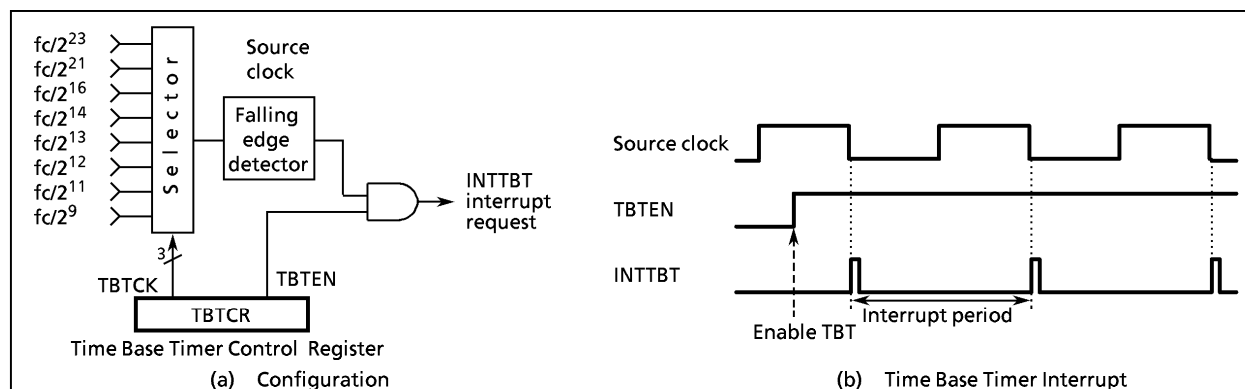 fc/2²³
fc/2²¹
fc/2¹⁶
fc/2¹⁴
fc/2¹³
fc/2¹²
fc/2¹¹
fc/2⁹
Selector
Source
clock
Falling
edge
detector
INTTBT
interrupt
request
3
TBTCK
TBTEN
TBTCR
Time Base Timer Control Register
(a) Configuration
Source clock
TBTEN
INTTBT
Interrupt period
Enable TBT
(b) Time Base Timer Interrupt